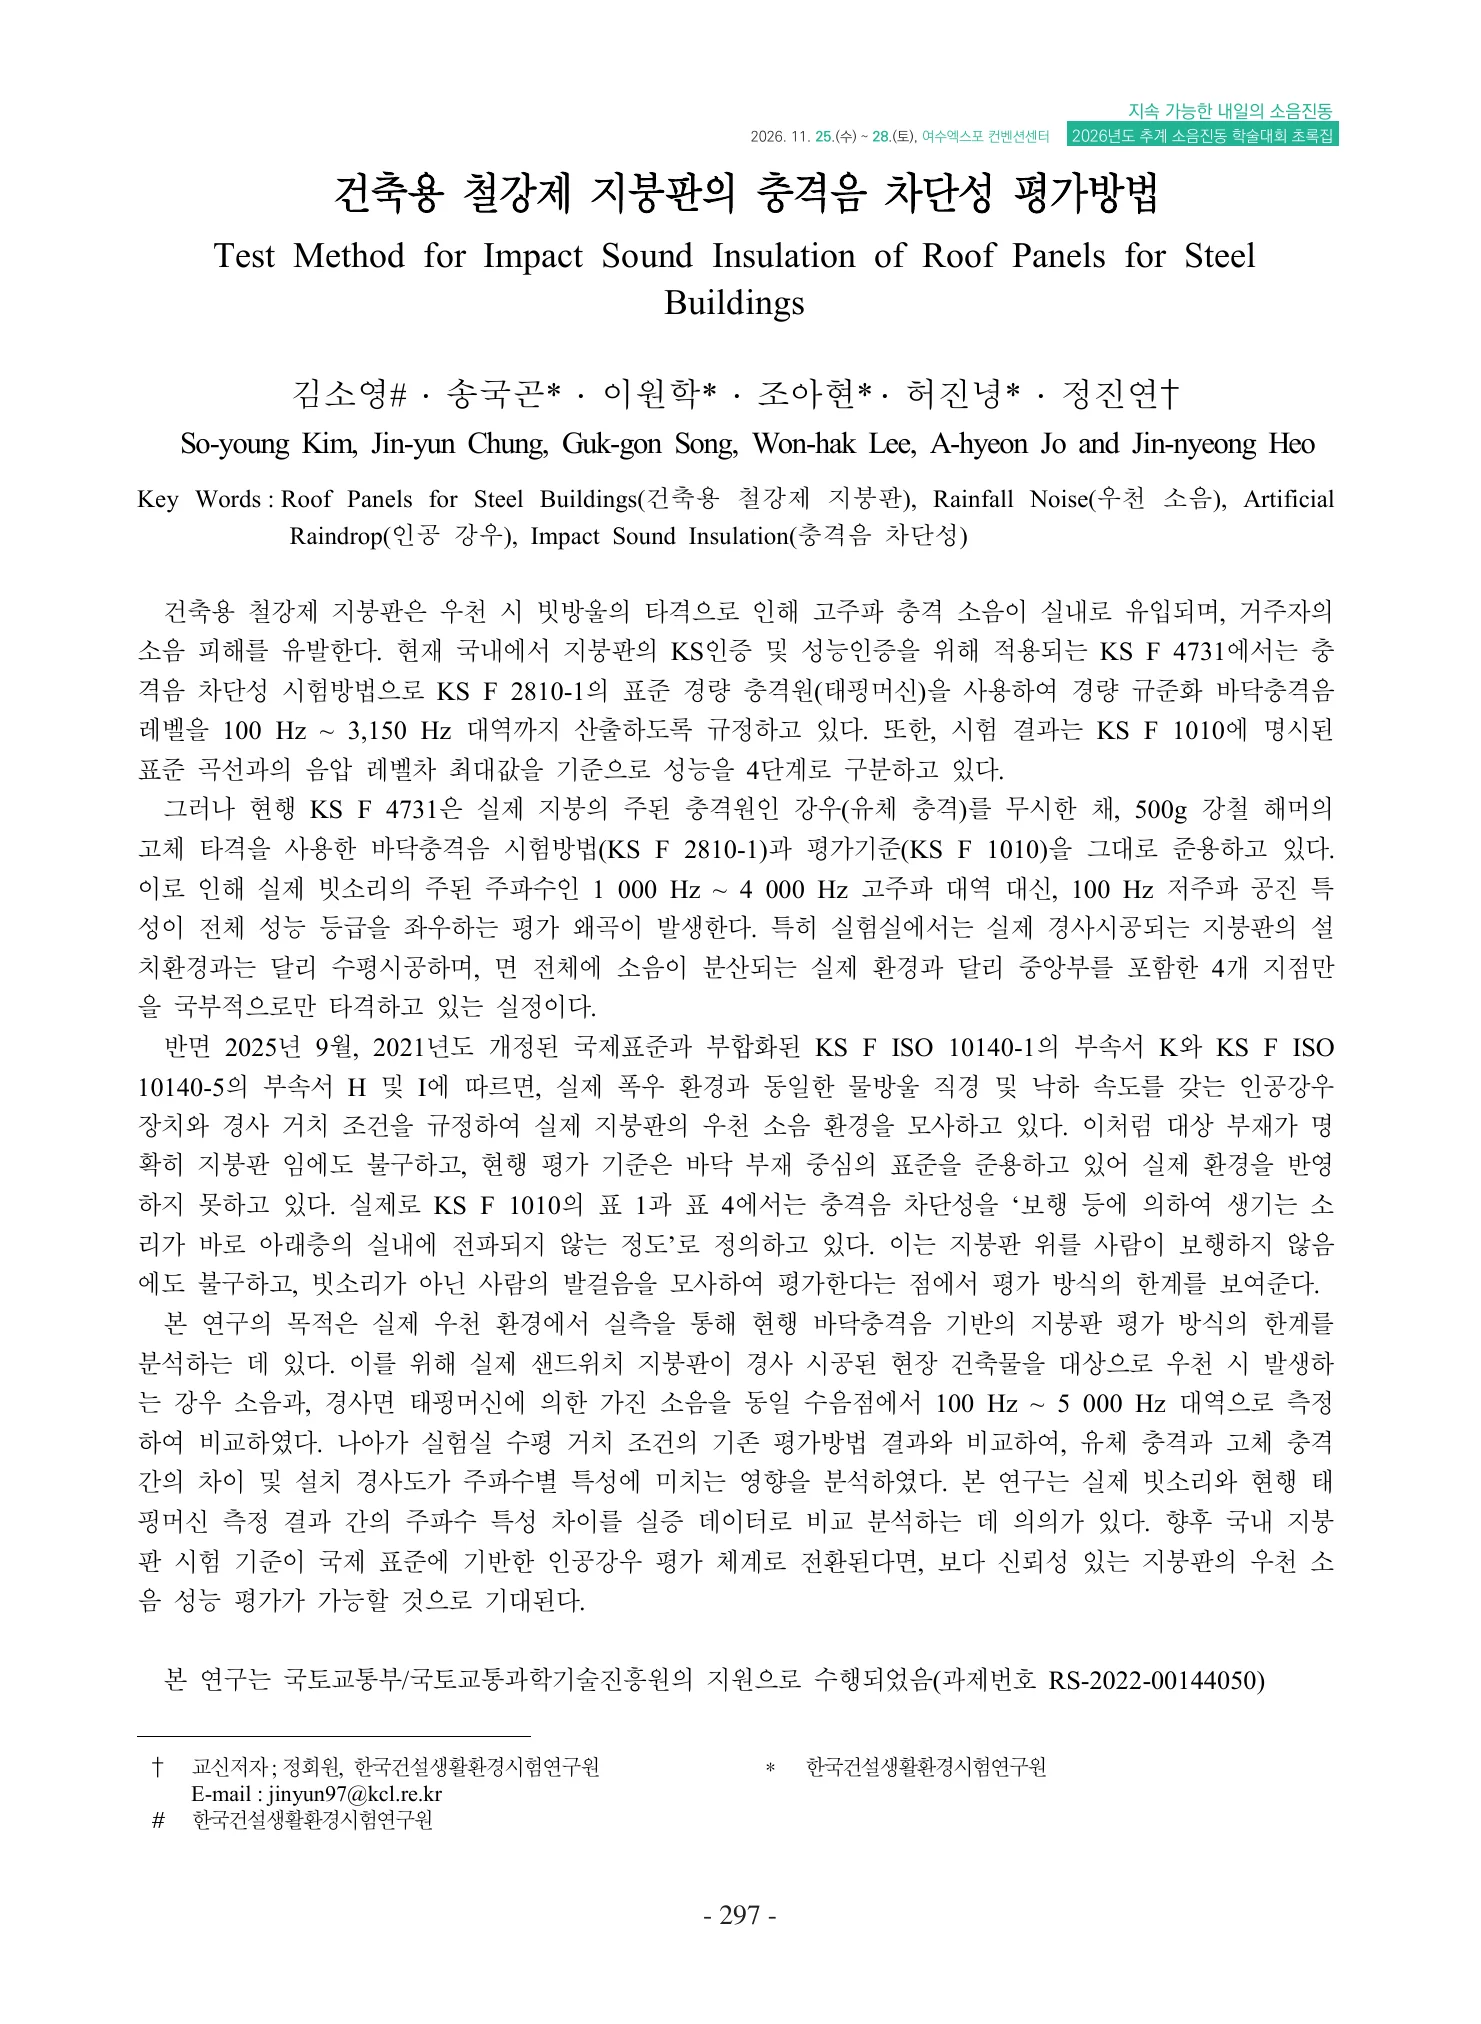 지속 가능한 내일의 소음진동
2026. 11. 25.(수) ~ 28.(토), 여수엑스포 컨벤션센터 2026년도 추계 소음진동 학술대회 초록집
건축용 철강제 지붕판의 충격음 차단성 평가방법
Test Method for Impact Sound Insulation of Roof Panels for Steel
Buildings
김소영# · 송국곤* · 이원학* · 조아현* · 허진녕* · 정진연†
So-young Kim, Jin-yun Chung, Guk-gon Song, Won-hak Lee, A-hyeon Jo and Jin-nyeong Heo
Key Words : Roof Panels for Steel Buildings(건축용 철강제 지붕판), Rainfall Noise(우천 소음), Artificial
Raindrop(인공 강우), Impact Sound Insulation(충격음 차단성)
건축용 철강제 지붕판은 우천 시 빗방울의 타격으로 인해 고주파 충격 소음이 실내로 유입되며, 거주자의
소음 피해를 유발한다. 현재 국내에서 지붕판의 KS인증 및 성능인증을 위해 적용되는 KS F 4731에서는 충
격음 차단성 시험방법으로 KS F 2810-1의 표준 경량 충격원(태핑머신)을 사용하여 경량 규준화 바닥충격음
레벨을 100 Hz ~ 3,150 Hz 대역까지 산출하도록 규정하고 있다. 또한, 시험 결과는 KS F 1010에 명시된
표준 곡선과의 음압 레벨차 최대값을 기준으로 성능을 4단계로 구분하고 있다.
그러나 현행 KS F 4731은 실제 지붕의 주된 충격원인 강우(유체 충격)를 무시한 채, 500g 강철 해머의
고체 타격을 사용한 바닥충격음 시험방법(KS F 2810-1)과 평가기준(KS F 1010)을 그대로 준용하고 있다.
이로 인해 실제 빗소리의 주된 주파수인 1 000 Hz ~ 4 000 Hz 고주파 대역 대신, 100 Hz 저주파 공진 특
성이 전체 성능 등급을 좌우하는 평가 왜곡이 발생한다. 특히 실험실에서는 실제 경사시공되는 지붕판의 설
치환경과는 달리 수평시공하며, 면 전체에 소음이 분산되는 실제 환경과 달리 중앙부를 포함한 4개 지점만
을 국부적으로만 타격하고 있는 실정이다.
반면 2025년 9월, 2021년도 개정된 국제표준과 부합화된 KS F ISO 10140-1의 부속서 K와 KS F ISO
10140-5의 부속서 H 및 I에 따르면, 실제 폭우 환경과 동일한 물방울 직경 및 낙하 속도를 갖는 인공강우
장치와 경사 거치 조건을 규정하여 실제 지붕판의 우천 소음 환경을 모사하고 있다. 이처럼 대상 부재가 명
확히 지붕판 임에도 불구하고, 현행 평가 기준은 바닥 부재 중심의 표준을 준용하고 있어 실제 환경을 반영
하지 못하고 있다. 실제로 KS F 1010의 표 1과 표 4에서는 충격음 차단성을 ‘보행 등에 의하여 생기는 소
리가 바로 아래층의 실내에 전파되지 않는 정도’로 정의하고 있다. 이는 지붕판 위를 사람이 보행하지 않음
에도 불구하고, 빗소리가 아닌 사람의 발걸음을 모사하여 평가한다는 점에서 평가 방식의 한계를 보여준다.
본 연구의 목적은 실제 우천 환경에서 실측을 통해 현행 바닥충격음 기반의 지붕판 평가 방식의 한계를
분석하는 데 있다. 이를 위해 실제 샌드위치 지붕판이 경사 시공된 현장 건축물을 대상으로 우천 시 발생하
는 강우 소음과, 경사면 태핑머신에 의한 가진 소음을 동일 수음점에서 100 Hz ~ 5 000 Hz 대역으로 측정
하여 비교하였다. 나아가 실험실 수평 거치 조건의 기존 평가방법 결과와 비교하여, 유체 충격과 고체 충격
간의 차이 및 설치 경사도가 주파수별 특성에 미치는 영향을 분석하였다. 본 연구는 실제 빗소리와 현행 태
핑머신 측정 결과 간의 주파수 특성 차이를 실증 데이터로 비교 분석하는 데 의의가 있다. 향후 국내 지붕
판 시험 기준이 국제 표준에 기반한 인공강우 평가 체계로 전환된다면, 보다 신뢰성 있는 지붕판의 우천 소
음 성능 평가가 가능할 것으로 기대된다.
본 연구는 국토교통부/국토교통과학기술진흥원의 지원으로 수행되었음(과제번호 RS-2022-00144050)
† 교신저자 ; 정회원, 한국건설생활환경시험연구원
E-mail : jinyun97@kcl.re.kr
# 한국건설생활환경시험연구원
* 한국건설생활환경시험연구원
- 297 -